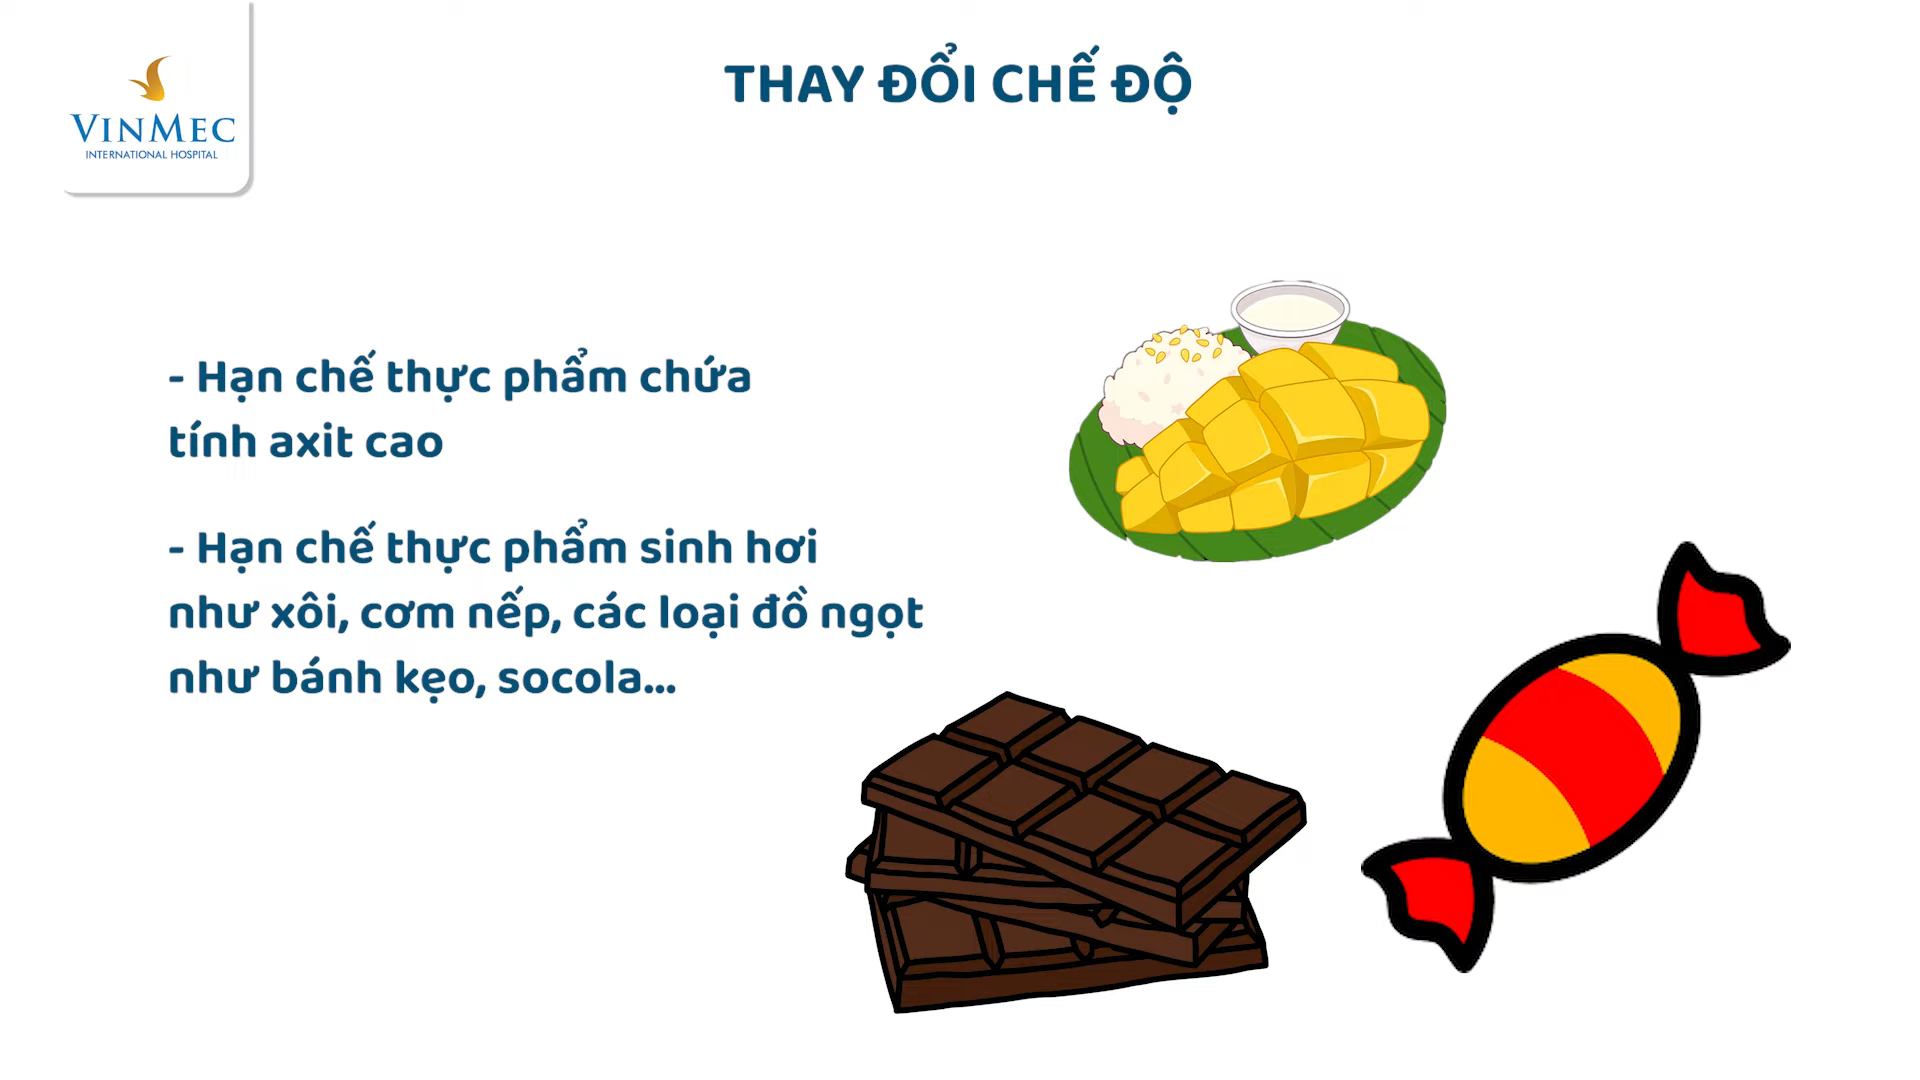 VINMEC
INTERNATIONAL HOSPITAL
THAY ĐỔI CHẾ ĐỘ
- Hạn chế thực phẩm chứa
tính axit cao
- Hạn chế thực phẩm sinh hơi
như xôi, cơm nếp, các loại đồ ngọt
như bánh kẹo, socola...